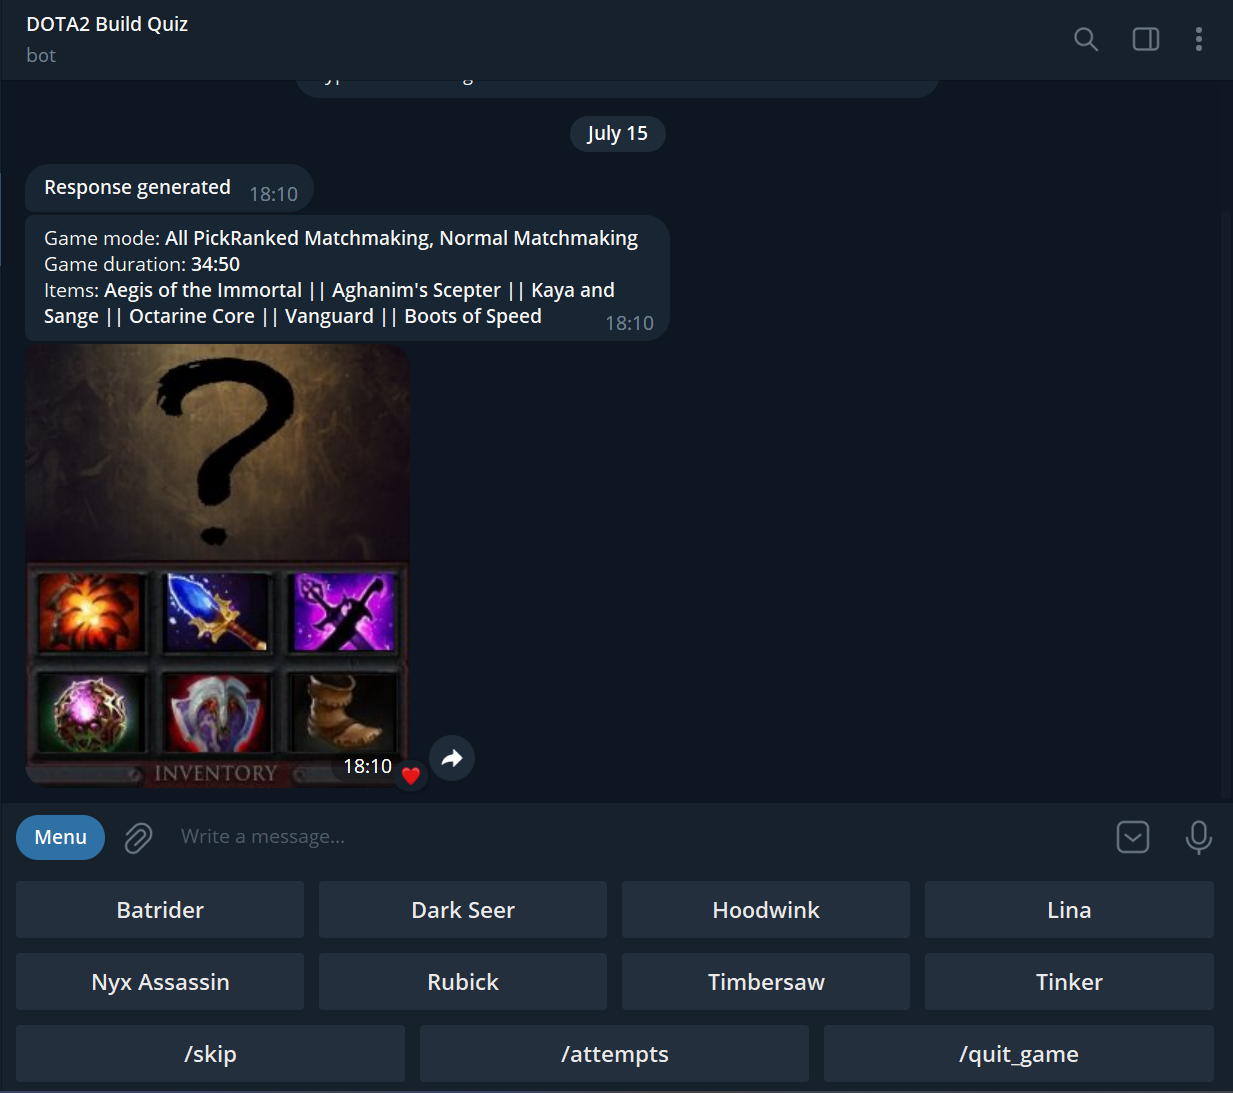 DOTA2 Build Quiz
bot
July 15
Response generated 18:10
Game mode: All PickRanked Matchmaking, Normal Matchmaking
Game duration: 34:50
Items: Aegis of the Immortal || Aghanim's Scepter || Kaya and
Sange || Octarine Core || Vanguard || Boots of Speed 18:10
?
INVENTORY 18:10
Menu Write a message...
Batrider Dark Seer Hoodwink Lina
Nyx Assassin Rubick Timbersaw Tinker
/skip /attempts /quit_game